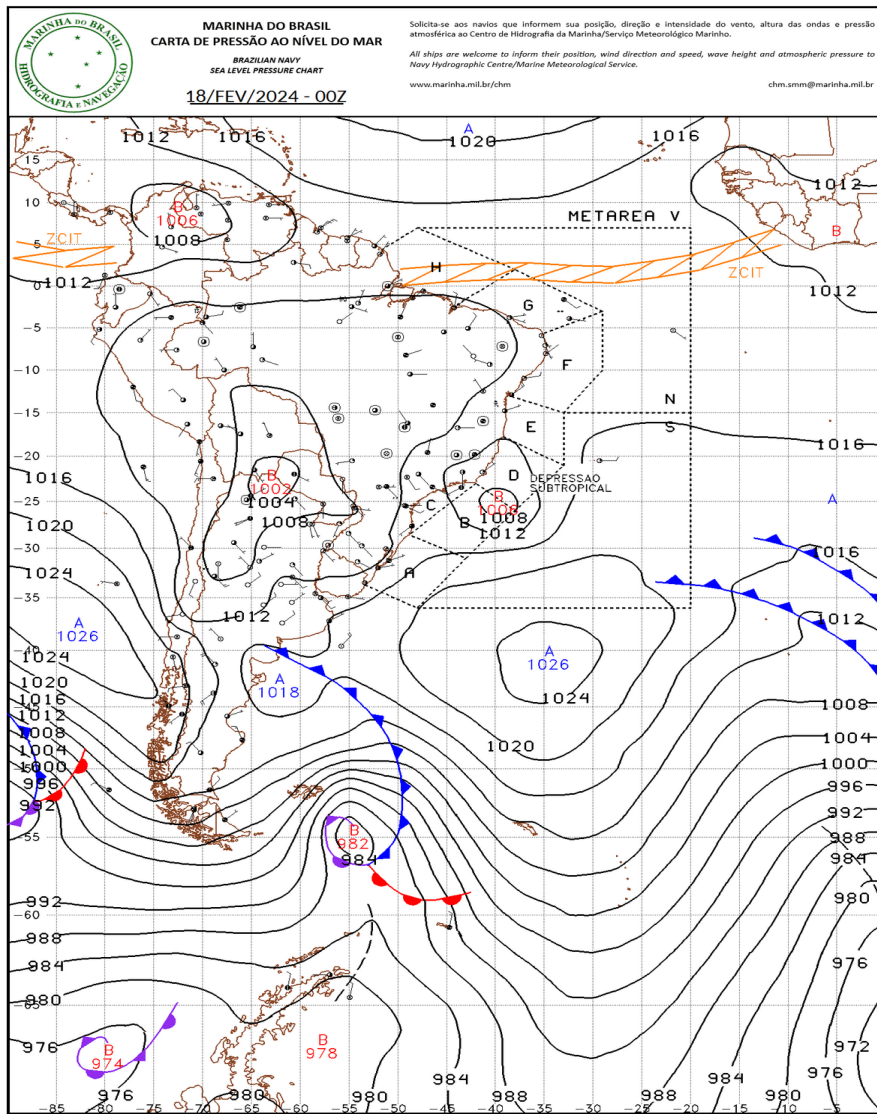 MARINHA DO BRASIL
HIDROGRAFIA E NAVEGAÇÃO
MARINHA DO BRASIL
CARTA DE PRESSÃO AO NÍVEL DO MAR
BRAZILIAN NAVY
SEA LEVEL PRESSURE CHART
18/FEV/2024 - 00Z
Solicita-se aos navios que informem sua posição, direção e intensidade do vento, altura das ondas e pressão
atmosférica ao Centro de Hidrografia da Marinha/Serviço Meteorológico Marinho.
All ships are welcome to inform their position, wind direction and speed, wave height and atmospheric pressure to
Navy Hydrographic Centre/Marine Meteorological Service.
www.marinha.mil.br/chm
chm.smm@marinha.mil.br
1012 1016 A 1020 1016
15
1012
10
B
1006
1008
METAREA V
B
5
ZCIT
H
ZCIT
0
1012
1012
G
-5
F
-10
N
-15
E
S
1016
-20
1016
B
1002
1004
D
DEPRESSAO
SUBTROPICAL
B
1008
A
-25
1020
1008
C
B
1008
1012
1016
-30
1024
A
-35
1012
1012
A
1026
-40
1024
A
1018
A
1026
1020
1024
-45
1016
1012
1008
1008
1020
1004
1004
-50
1000
1000
996
996
992
992
B
982
984
-55
988
984
980
992
-60
988
984
976
980
-65
976
B
974
B
978
972
976
980
980
984
988
984
980
976
-85 -80 -75 -70 -65 -60 -55 -50 -45 -40 -35 -30 -25 -20 -15 -10 -5